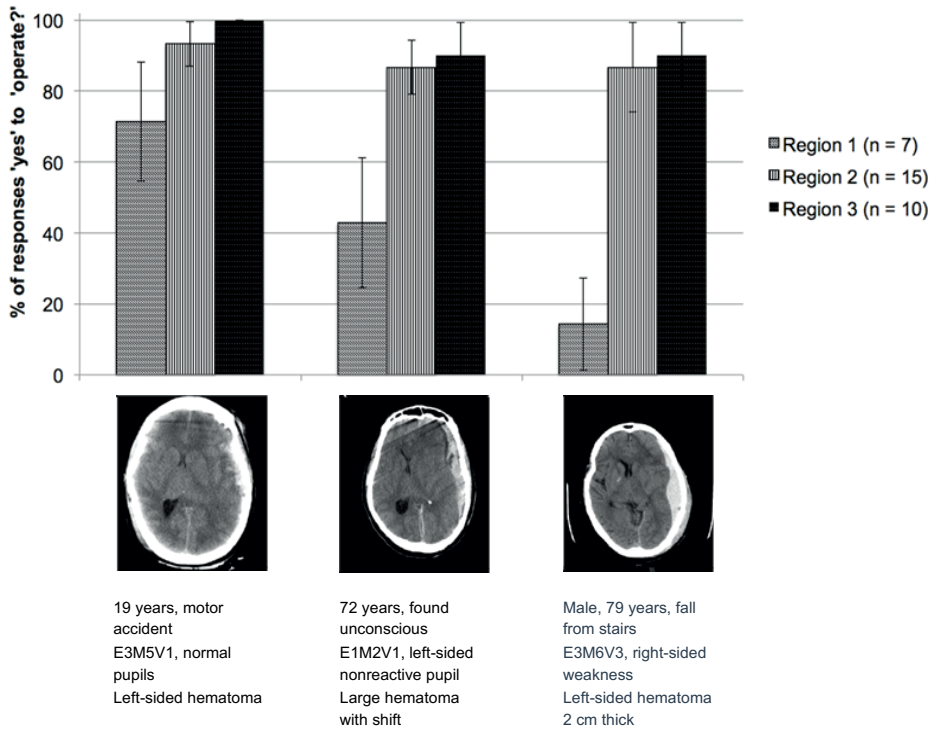 % of responses 'yes' to 'operate?'
100
80
60
40
20
0
Region 1 (n = 7)
Region 2 (n = 15)
Region 3 (n = 10)
19 years, motor
accident
E3M5V1, normal
pupils
Left-sided hematoma
72 years, found
unconscious
E1M2V1, left-sided
nonreactive pupil
Large hematoma
with shift
Male, 79 years, fall
from stairs
E3M6V3, right-sided
weakness
Left-sided hematoma
2 cm thick